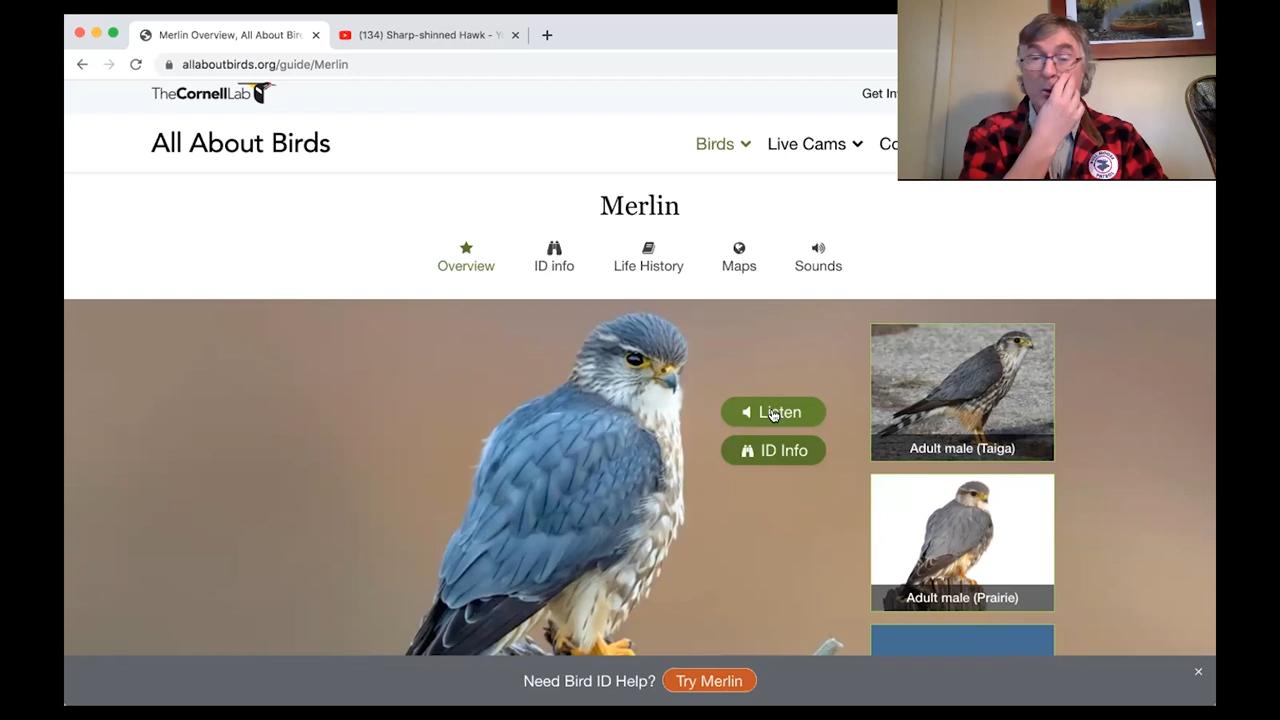 Merlin Overview, All About Bir
(134) Sharp-shinned Hawk - Y
allaboutbirds.org/guide/Merlin
TheCornellLab
Get In
All About Birds
Birds
Live Cams
Co
Merlin
Overview
ID info
Life History
Maps
Sounds
Listen
ID Info
Adult male (Taiga)
Adult male (Prairie)
Need Bird ID Help?
Try Merlin